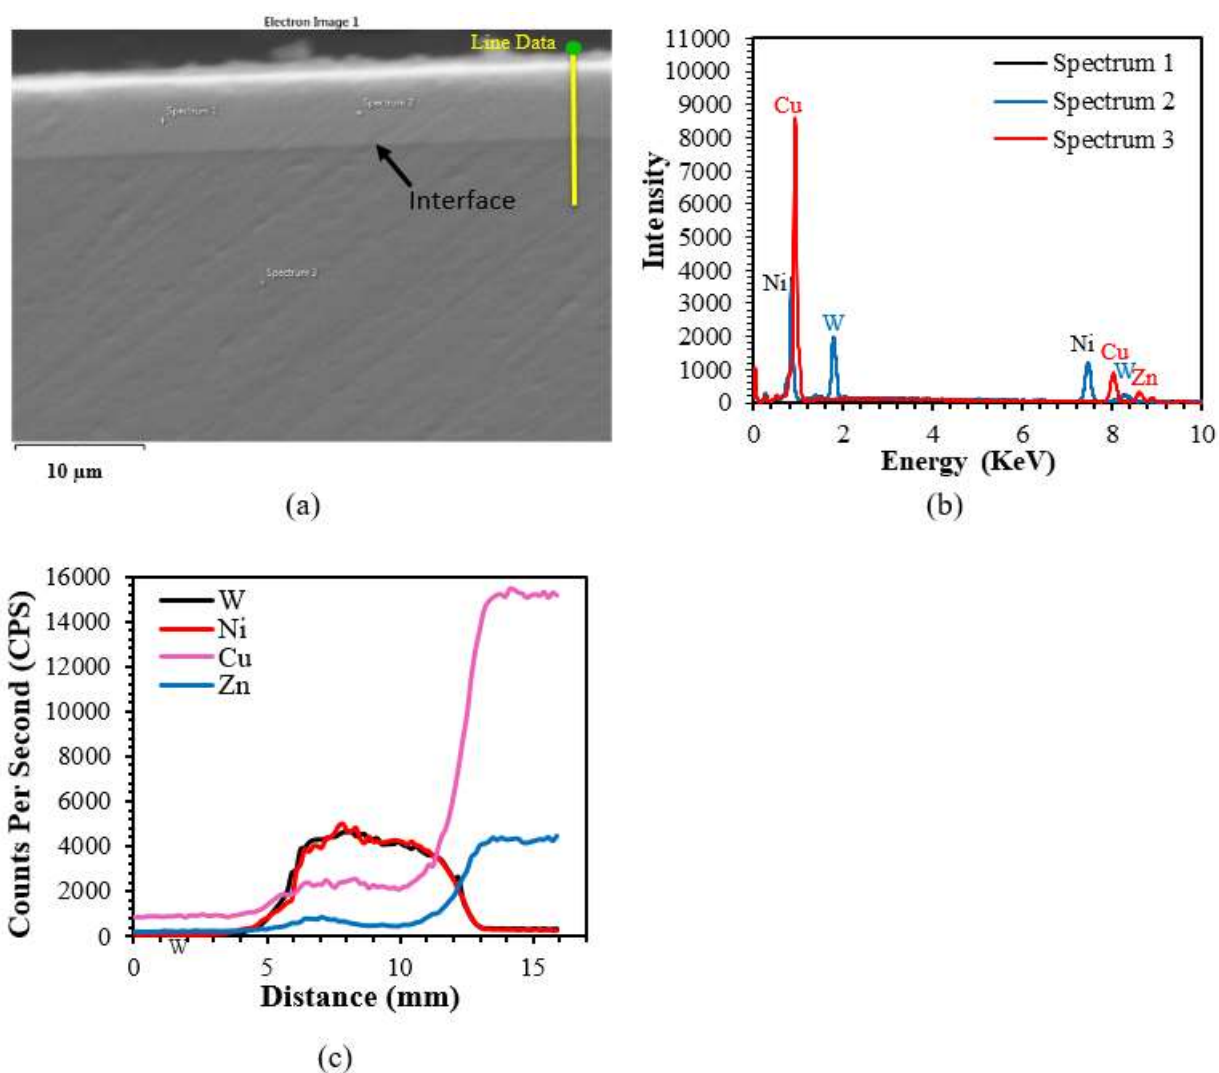 Electron Image 1
Line Data
Spectrum 1
Spectrum 2
Interface
Spectrum 3
10 μm
(a)
11000
10000
9000
8000
7000
6000
5000
4000
3000
2000
1000
0
Intensity
Spectrum 1
Spectrum 2
Spectrum 3
Cu
Ni
W
Ni
Cu
W
Zn
0 2 4 6 8 10
Energy (KeV)
(b)
16000
14000
12000
10000
8000
6000
4000
2000
0
Counts Per Second (CPS)
W
Ni
Cu
Zn
W
0 5 10 15
Distance (mm)
(c)